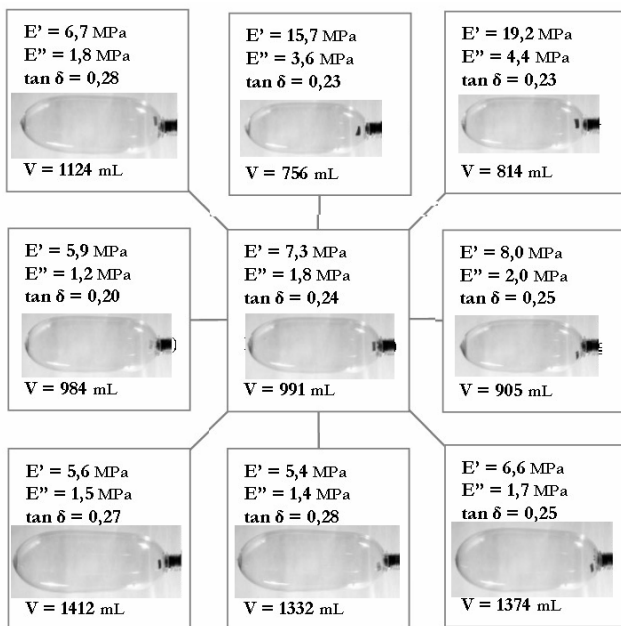 E' = 6,7 MPa
E" = 1,8 MPa
tan δ = 0,28
V = 1124 mL
E' = 15,7 MPa
E" = 3,6 MPa
tan δ = 0,23
V = 756 mL
E' = 19,2 MPa
E" = 4,4 MPa
tan δ = 0,23
V = 814 mL
E' = 5,9 MPa
E" = 1,2 MPa
tan δ = 0,20
V = 984 mL
E' = 7,3 MPa
E" = 1,8 MPa
tan δ = 0,24
V = 991 mL
E' = 8,0 MPa
E" = 2,0 MPa
tan δ = 0,25
V = 905 mL
E' = 5,6 MPa
E" = 1,5 MPa
tan δ = 0,27
V = 1412 mL
E' = 5,4 MPa
E" = 1,4 MPa
tan δ = 0,28
V = 1332 mL
E' = 6,6 MPa
E" = 1,7 MPa
tan δ = 0,25
V = 1374 mL